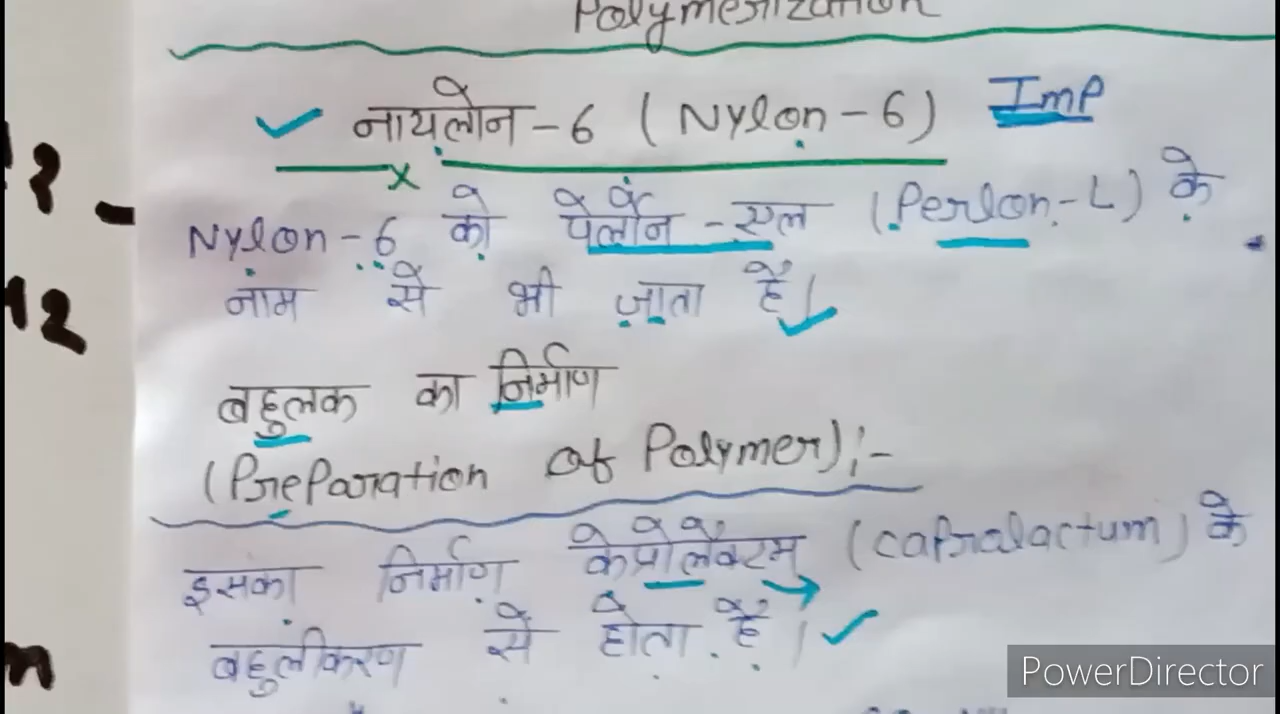 Polymerization
नायलोन-6 (Nylon-6) Imp
Nylon-6 को पेर्लोन-एल (Perlon-L) के
नाम से भी जाता है।
बहुलक का निर्माण
(Preparation of Polymer):-
इसका निर्माण केप्रोलेक्टम् (Caprolactum) के
बहुलीकरण से होता है।
PowerDirector